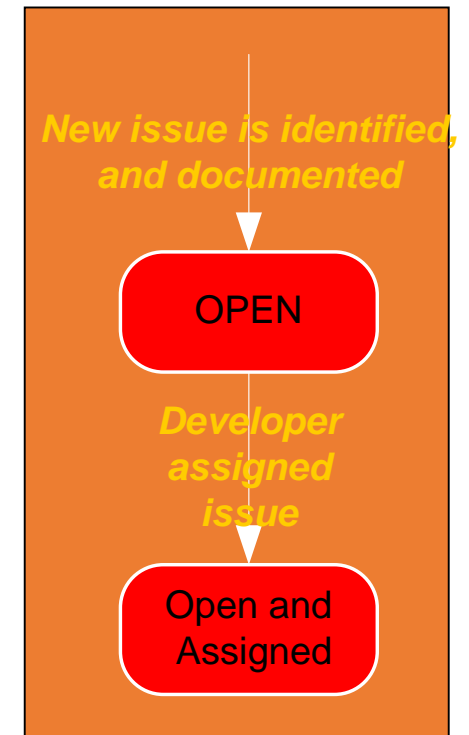 New issue is identified,
and documented
OPEN
Developer
assigned
issue
Open and
Assigned